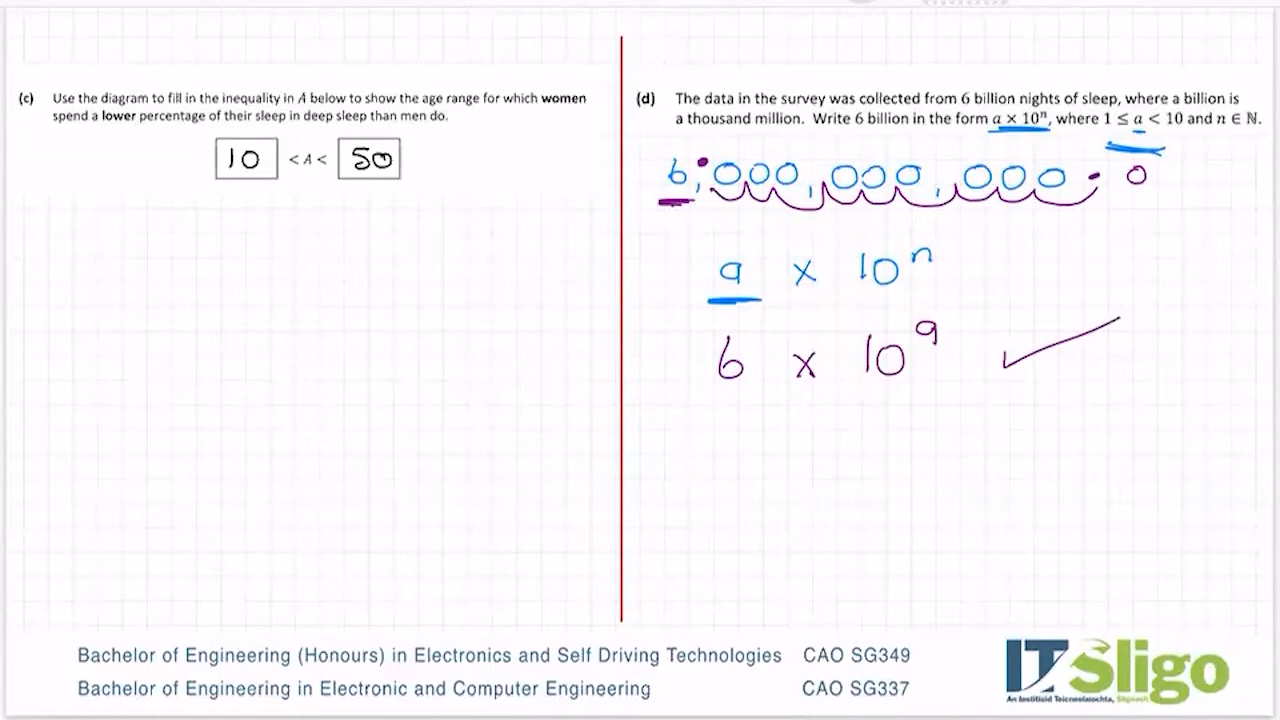 (c) Use the diagram to fill in the inequality in A below to show the age range for which women
spend a lower percentage of their sleep in deep sleep than men do.
10 < A < 50
(d) The data in the survey was collected from 6 billion nights of sleep, where a billion is
a thousand million. Write 6 billion in the form a × 10ⁿ, where 1 ≤ a < 10 and n ∈ ℕ.
6,000,000,000.0
a × 10ⁿ
6 × 10⁹
Bachelor of Engineering (Honours) in Electronics and Self Driving Technologies CAO SG349
Bachelor of Engineering in Electronic and Computer Engineering CAO SG337
IT Sligo
An Institiúid Teicneolaíochta, Sligeach